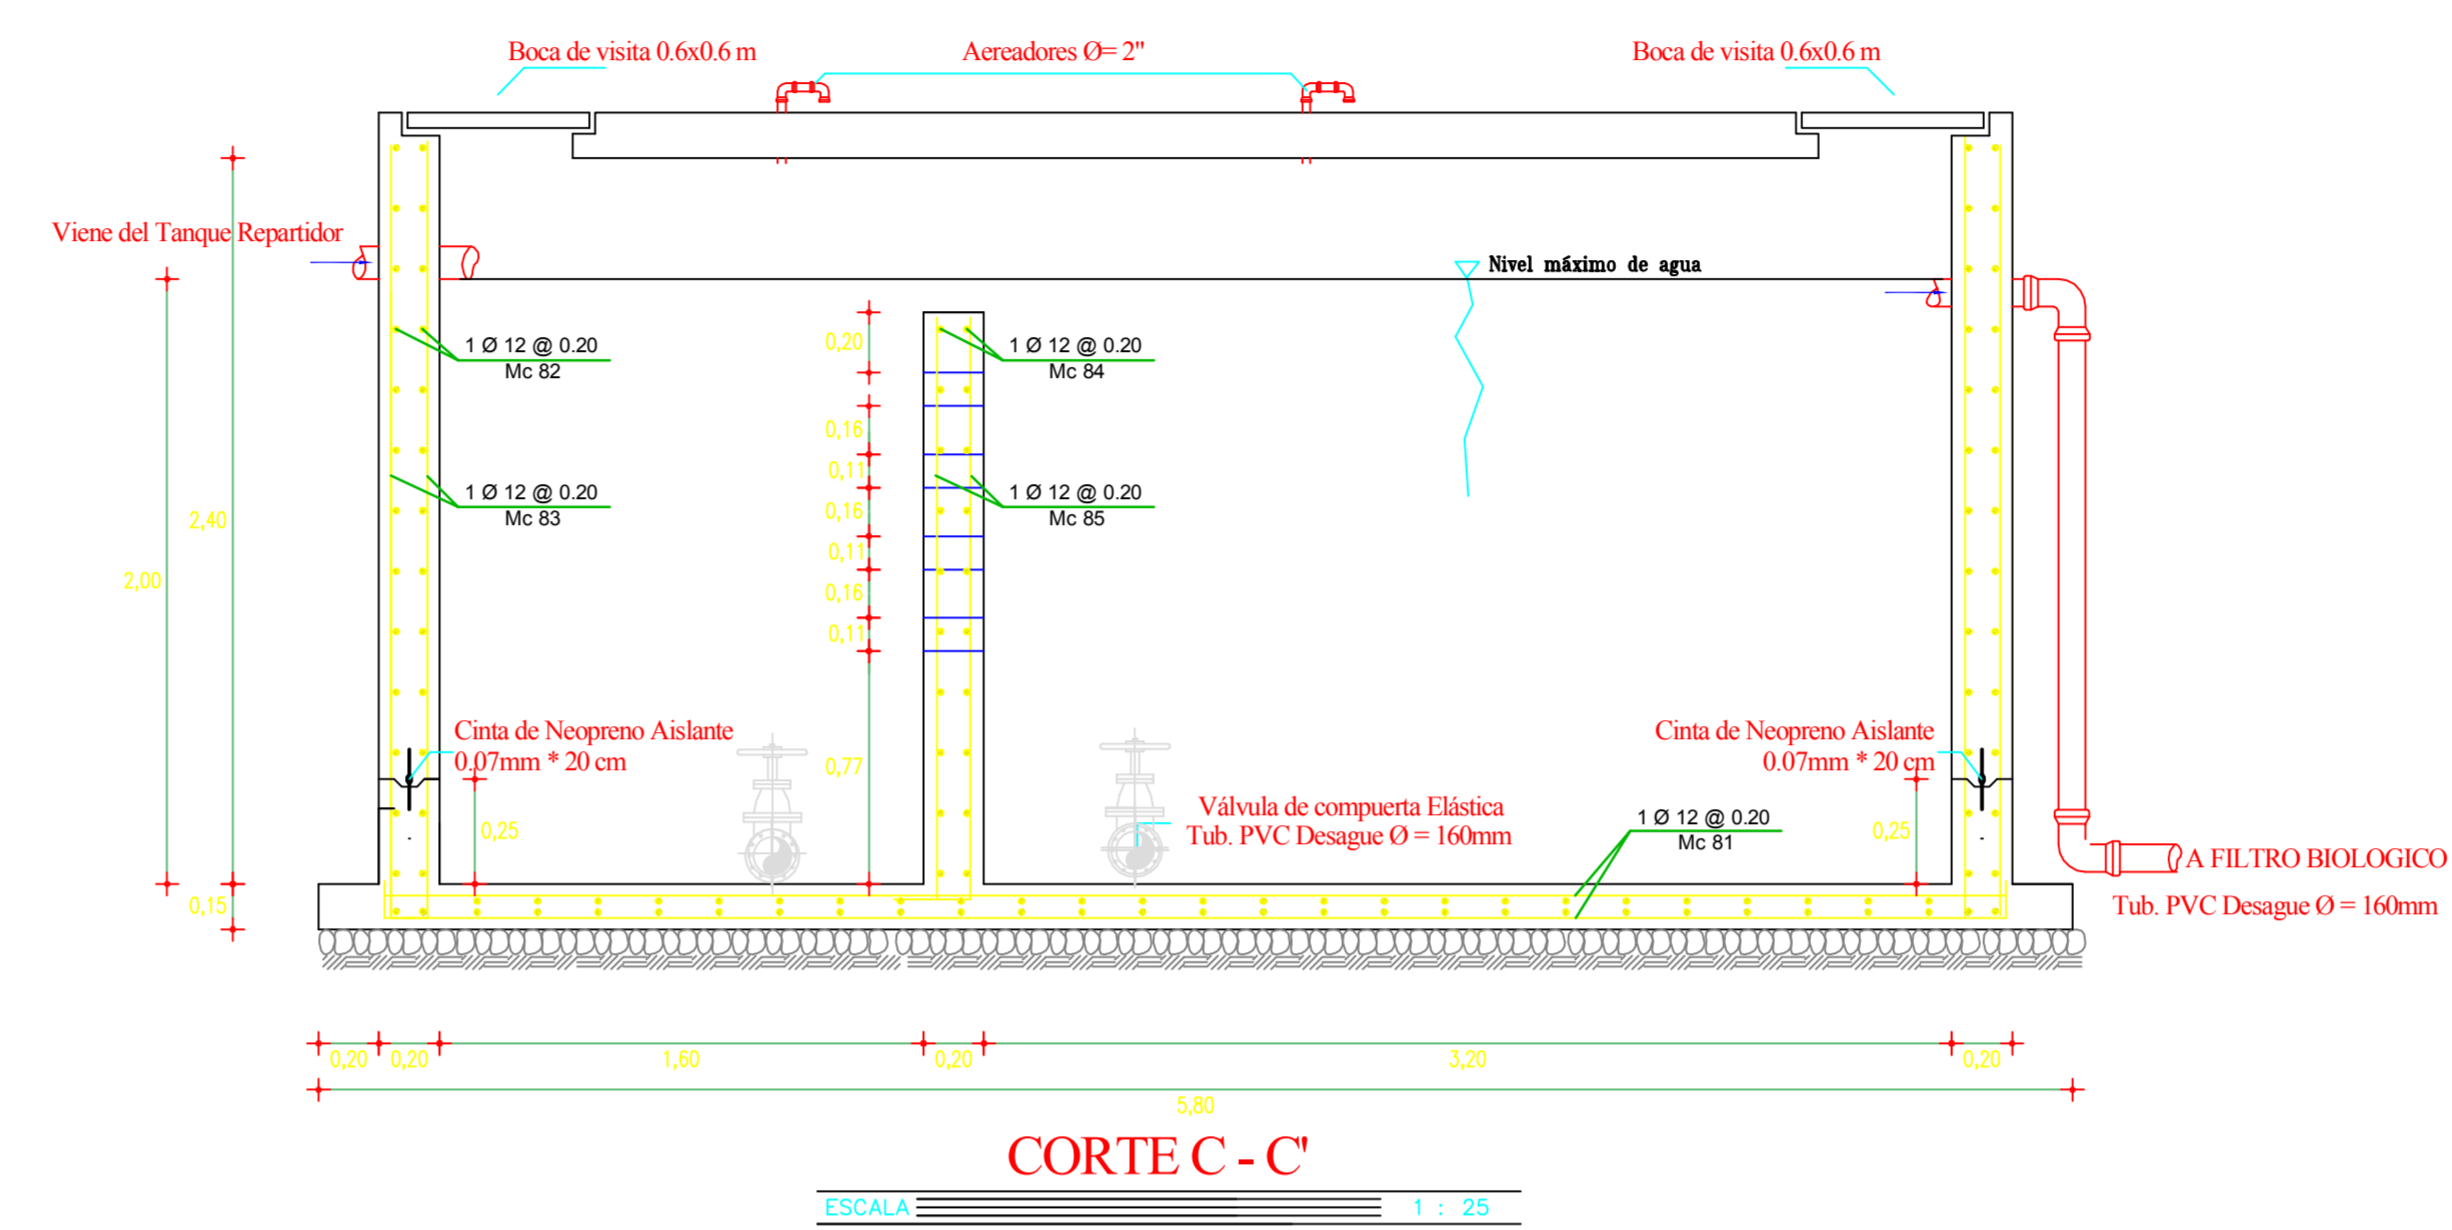 Boca de visita 0.6x0.6 m
Aereadores Ø= 2"
Boca de visita 0.6x0.6 m
Viene del Tanque Repartidor
Nivel máximo de agua
1 Ø 12 @ 0.20
Mc 82
0,20
1 Ø 12 @ 0.20
Mc 84
0,16
0,11
1 Ø 12 @ 0.20
Mc 83
1 Ø 12 @ 0.20
Mc 85
0,16
2,40
0,11
2,00
0,16
0,11
Cinta de Neopreno Aislante
0.07mm * 20 cm
0,77
Cinta de Neopreno Aislante
0.07mm * 20 cm
0,25
Válvula de compuerta Elástica
Tub. PVC Desague Ø = 160mm
1 Ø 12 @ 0.20
Mc 81
0,25
A FILTRO BIOLOGICO
0,15
Tub. PVC Desague Ø = 160mm
0,20
0,20
1,60
0,20
3,20
0,20
5,80
CORTE C - C'
ESCALA 1 : 25